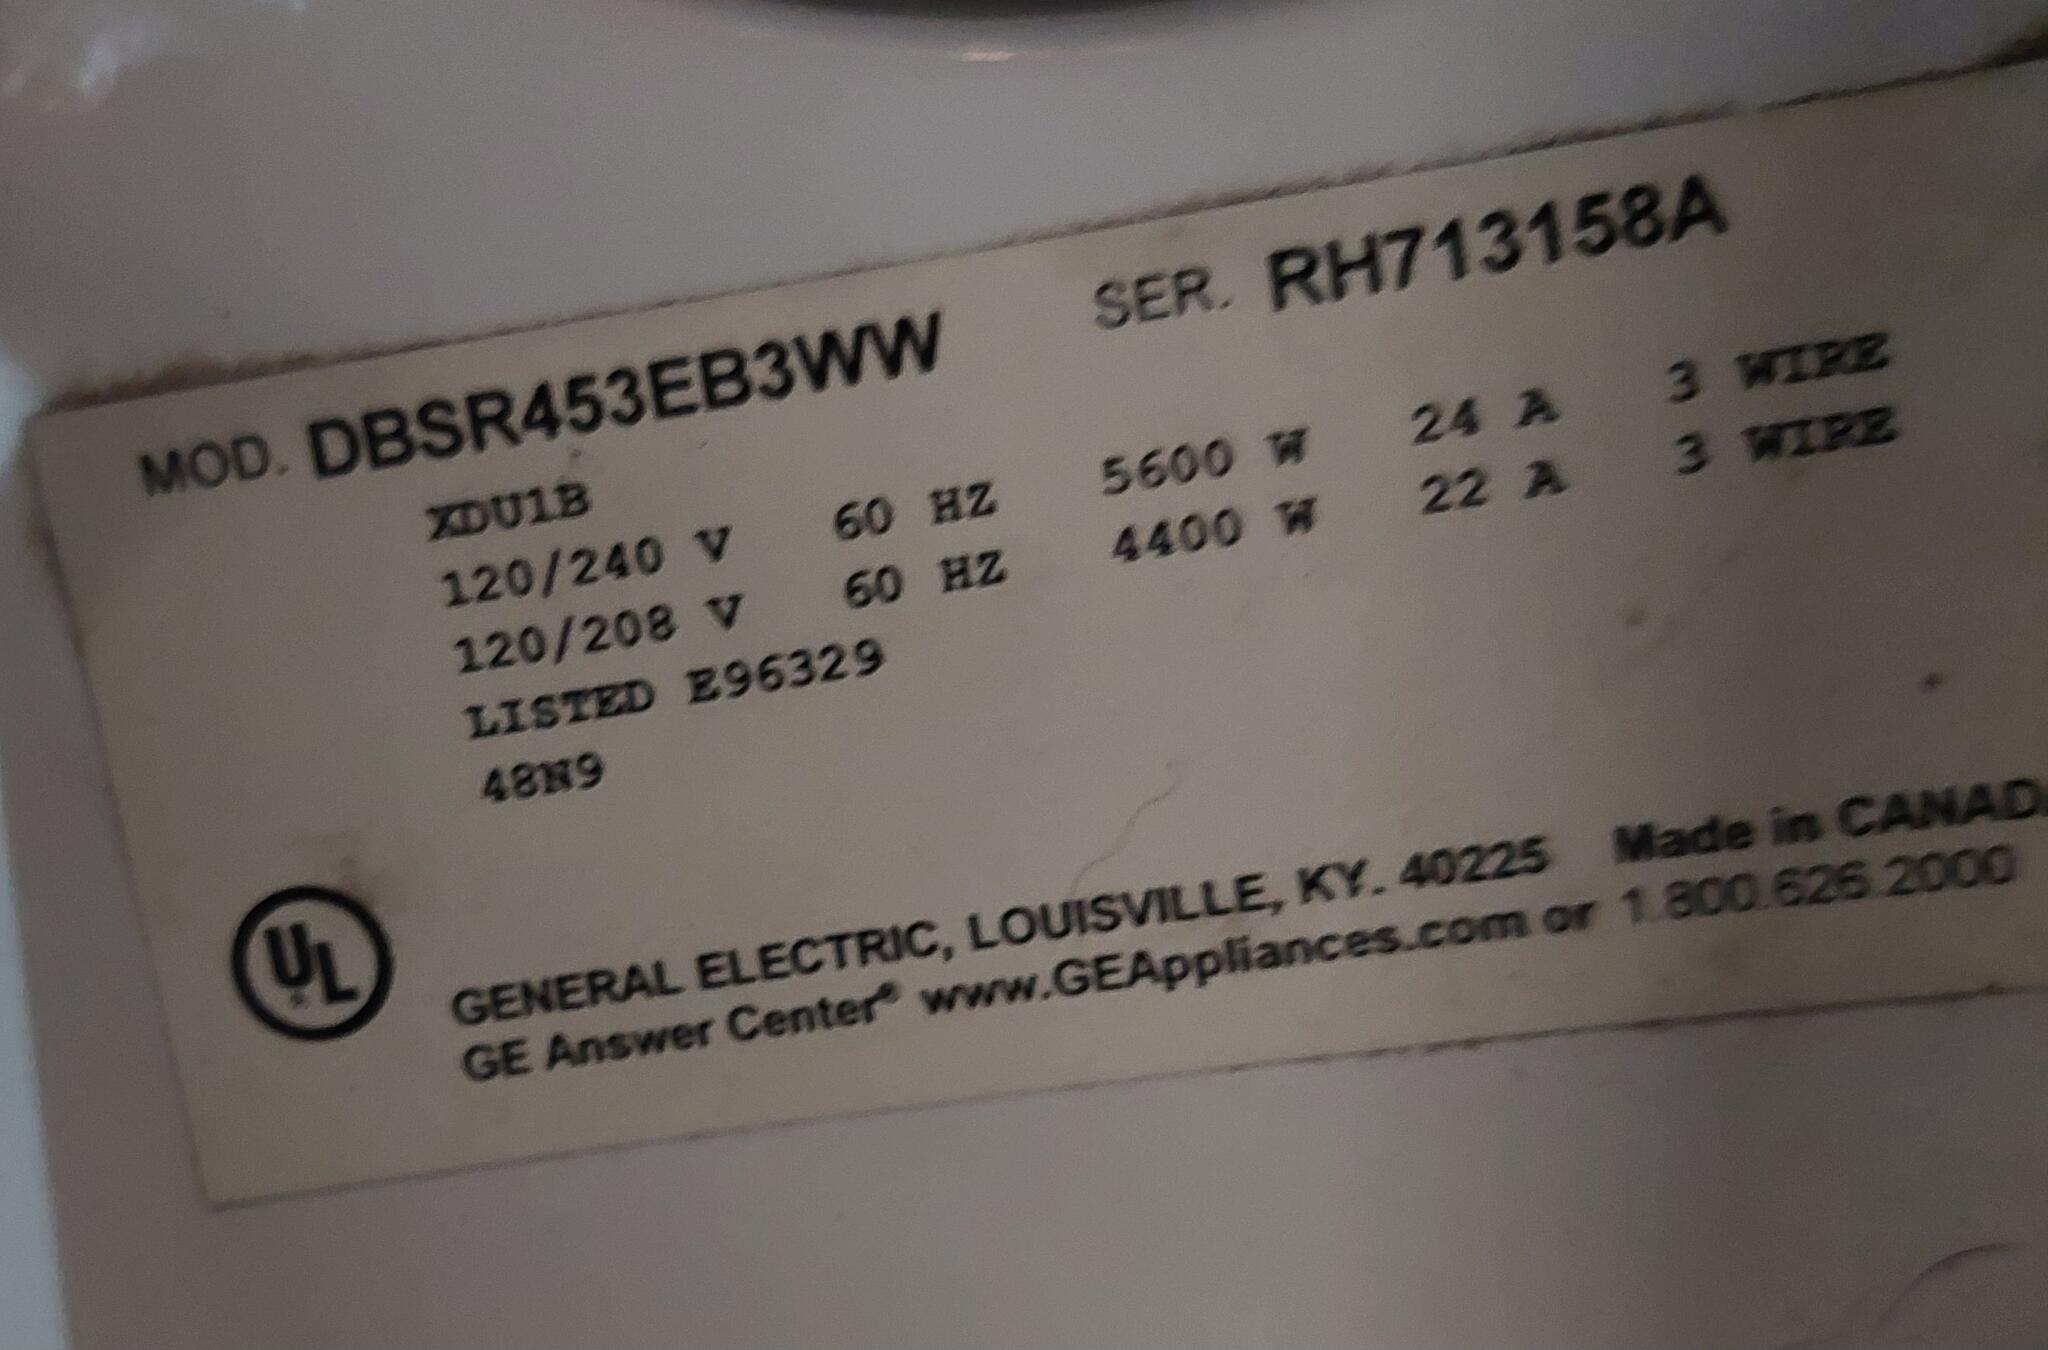 MOD. DBSR453EB3WW SER. RH713158A
XDU1B
120/240 V 60 HZ 5600 W 24 A 3 WIRE
120/208 V 60 HZ 4400 W 22 A 3 WIRE
LISTED E96329
48N9
UL
GENERAL ELECTRIC, LOUISVILLE, KY. 40225 Made in CANADA
GE Answer Center® www.GEAppliances.com or 1.800.626.2000